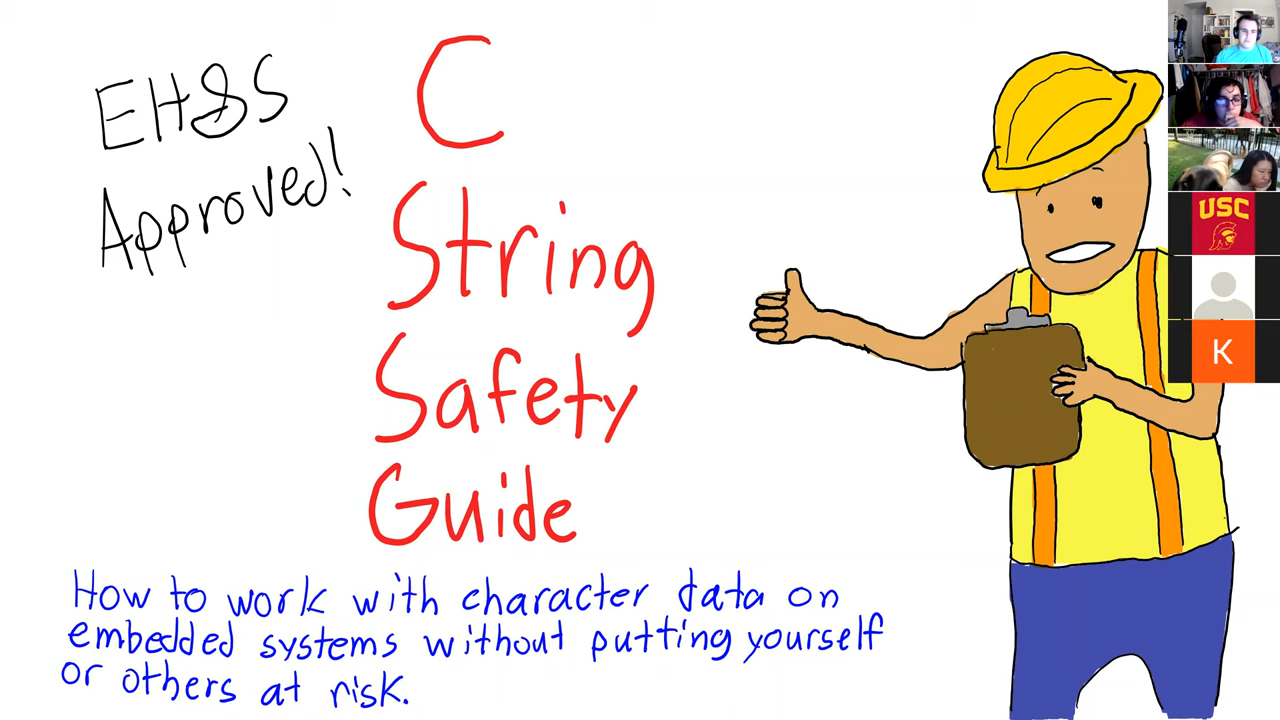 EH&S
Approved!
C
String
Safety
Guide
How to work with character data on
embedded systems without putting yourself
or others at risk.
USC
K